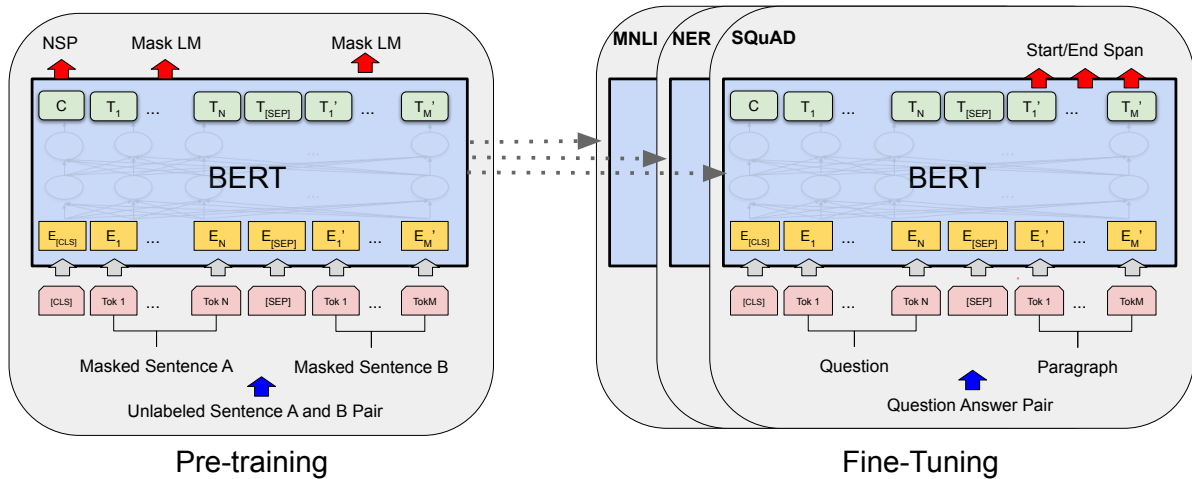 NSP Mask LM Mask LM
C T1 ... TN T[SEP] T1' ... TM'
...
BERT
...
E[CLS] E1 ... EN E[SEP] E1' ... EM'
[CLS] Tok 1 ... Tok N [SEP] Tok 1 ... TokM
Masked Sentence A Masked Sentence B
Unlabeled Sentence A and B Pair
Pre-training
MNLI NER SQuAD
Start/End Span
C T1 ... TN T[SEP] T1' ... TM'
...
BERT
...
E[CLS] E1 ... EN E[SEP] E1' ... EM'
[CLS] Tok 1 ... Tok N [SEP] Tok 1 ... TokM
Question Paragraph
Question Answer Pair
Fine-Tuning